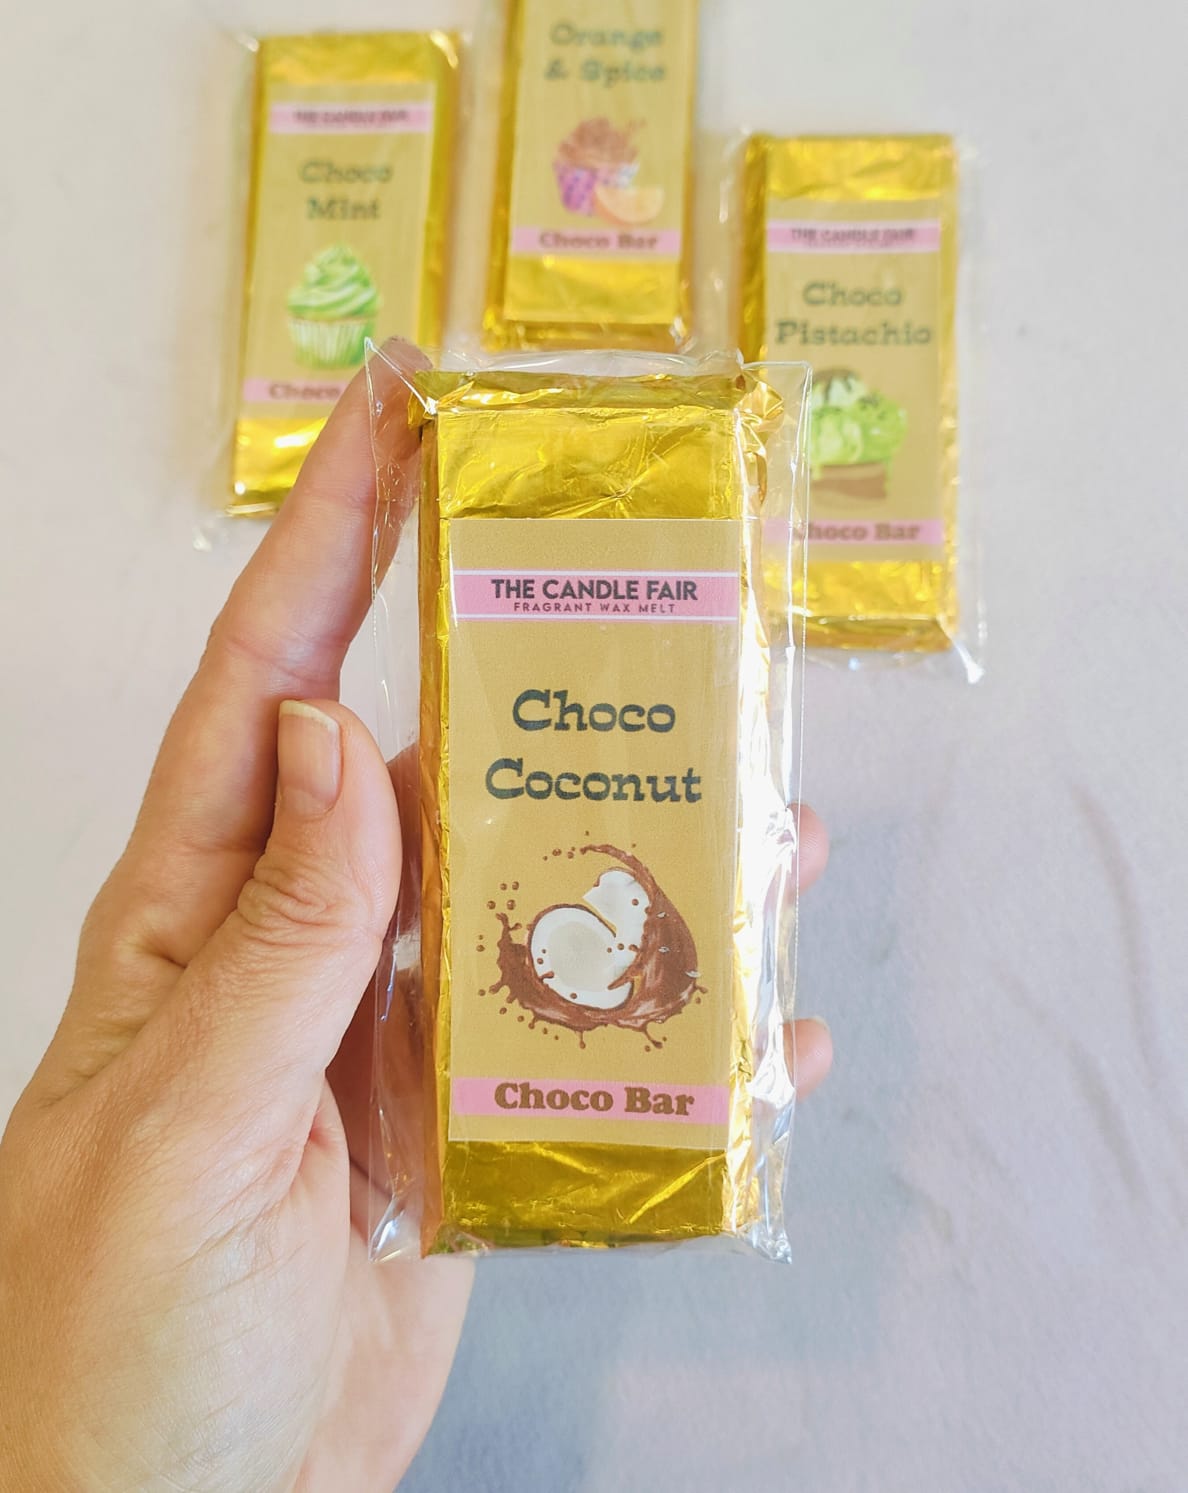 Orange
& Spice
Choco Bar
THE CANDLE FAIR
Choco
Mint
Choco
THE CANDLE FAIR
Choco
Pistachio
Choco Bar
THE CANDLE FAIR
FRAGRANT WAX MELT
Choco
Coconut
Choco Bar